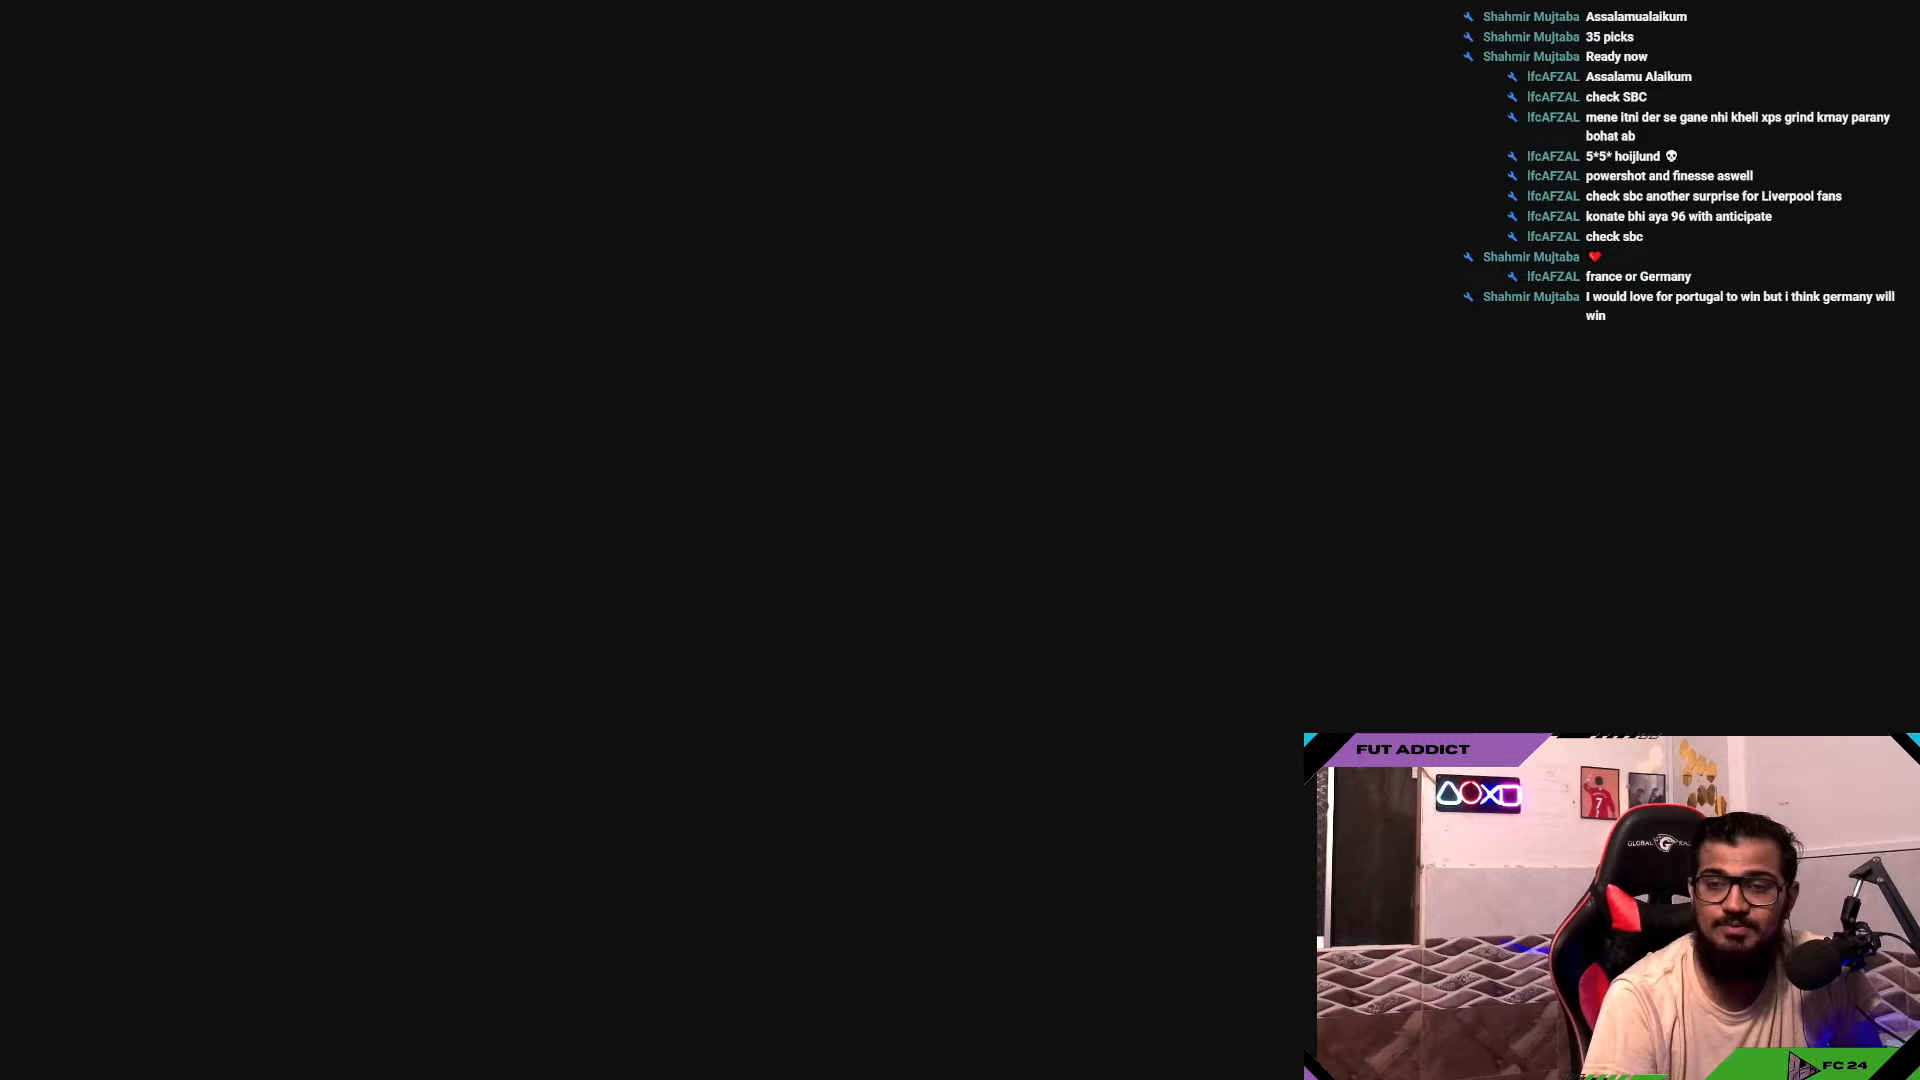 Shahmir Mujtaba Assalamualaikum
Shahmir Mujtaba 35 picks
Shahmir Mujtaba Ready now
lfcAFZAL Assalamu Alaikum
lfcAFZAL check SBC
lfcAFZAL mene itni der se gane nhi kheli xps grind krnay parany
bohat ab
lfcAFZAL 5*5* hoijlund 💀
lfcAFZAL powershot and finesse aswell
lfcAFZAL check sbc another surprise for Liverpool fans
lfcAFZAL konate bhi aya 96 with anticipate
lfcAFZAL check sbc
Shahmir Mujtaba ❤️
lfcAFZAL france or Germany
Shahmir Mujtaba I would love for portugal to win but i think germany will
win
FUT ADDICT
7
GLOBAL
FC 24